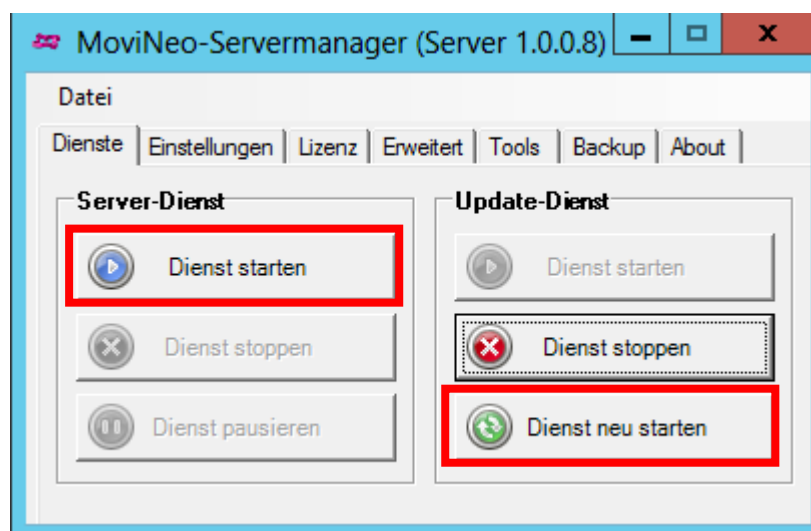 MoviNeo-Servermanager (Server 1.0.0.8)
Datei
Dienste Einstellungen Lizenz Erweitert Tools Backup About
Server-Dienst
Dienst starten
Dienst stoppen
Dienst pausieren
Update-Dienst
Dienst starten
Dienst stoppen
Dienst neu starten